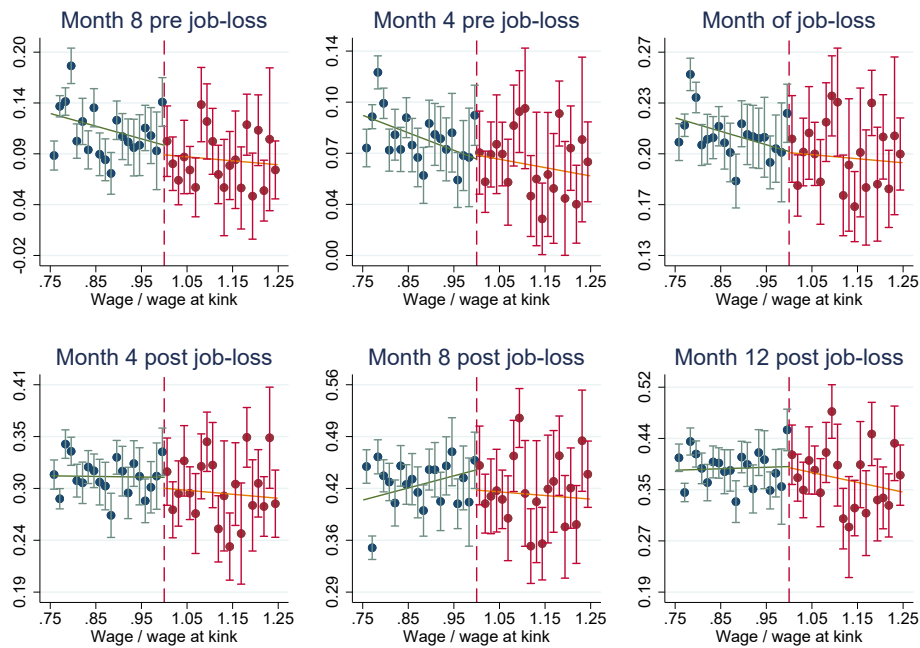 Month 8 pre job-loss
0.20
0.14
0.09
0.04
-0.02
.75 .85 .95 1.05 1.15 1.25
Wage / wage at kink
Month 4 pre job-loss
0.14
0.10
0.07
0.04
0.00
.75 .85 .95 1.05 1.15 1.25
Wage / wage at kink
Month of job-loss
0.27
0.23
0.20
0.17
0.13
.75 .85 .95 1.05 1.15 1.25
Wage / wage at kink
Month 4 post job-loss
0.41
0.35
0.30
0.24
0.19
.75 .85 .95 1.05 1.15 1.25
Wage / wage at kink
Month 8 post job-loss
0.56
0.49
0.42
0.36
0.29
.75 .85 .95 1.05 1.15 1.25
Wage / wage at kink
Month 12 post job-loss
0.52
0.44
0.35
0.27
0.19
.75 .85 .95 1.05 1.15 1.25
Wage / wage at kink